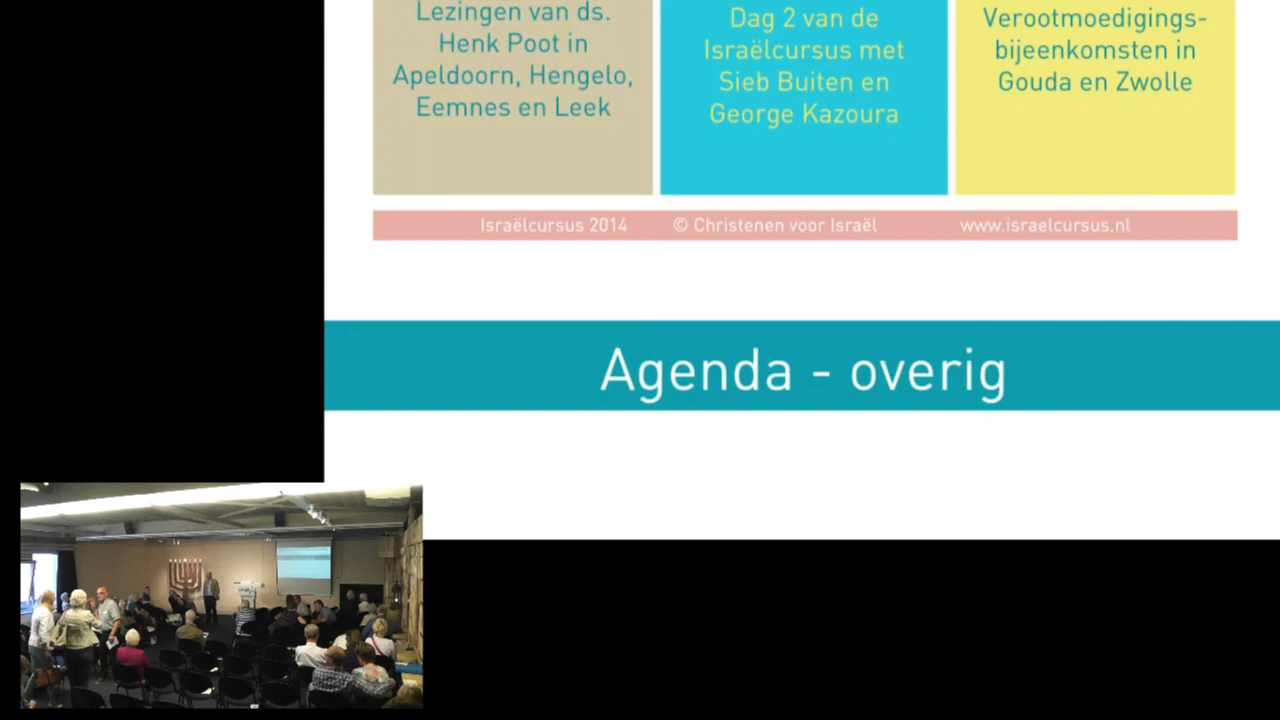 Lezingen van ds.
Henk Poot in
Apeldoorn, Hengelo,
Eemnes en Leek
Dag 2 van de
Israëlcursus met
Sieb Buiten en
George Kazoura
Verootmoedigings-
bijeenkomsten in
Gouda en Zwolle
Israëlcursus 2014 © Christenen voor Israël www.israelcursus.nl
Agenda - overig